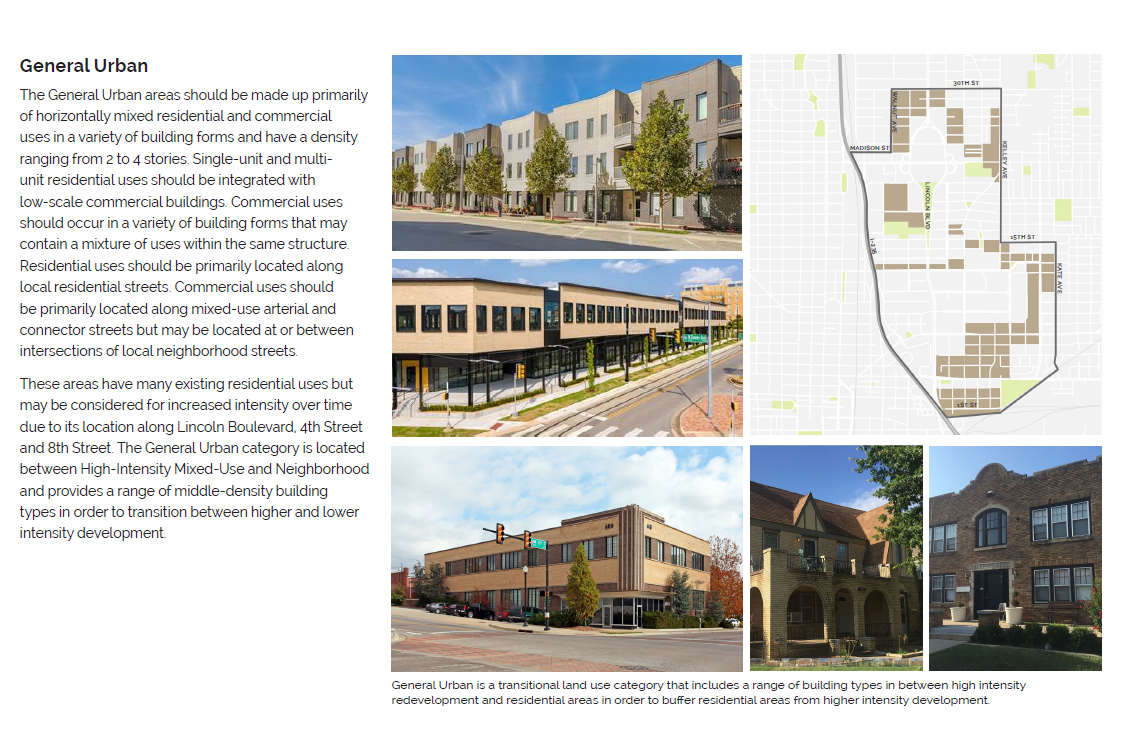 General Urban
The General Urban areas should be made up primarily
of horizontally mixed residential and commercial
uses in a variety of building forms and have a density
ranging from 2 to 4 stories. Single-unit and multi-
unit residential uses should be integrated with
low-scale commercial buildings. Commercial uses
should occur in a variety of building forms that may
contain a mixture of uses within the same structure.
Residential uses should be primarily located along
local residential streets. Commercial uses should
be primarily located along mixed-use arterial and
connector streets but may be located at or between
intersections of local neighborhood streets.
These areas have many existing residential uses but
may be considered for increased intensity over time
due to its location along Lincoln Boulevard, 4th Street
and 8th Street. The General Urban category is located
between High-Intensity Mixed-Use and Neighborhood
and provides a range of middle-density building
types in order to transition between higher and lower
intensity development.
30TH ST
WALNUT AVE
MADISON ST
KELLEY AVE
LINCOLN BLVD
I-235
15TH ST
KATE AVE
1ST ST
General Urban is a transitional land use category that includes a range of building types in between high intensity
redevelopment and residential areas in order to buffer residential areas from higher intensity development.